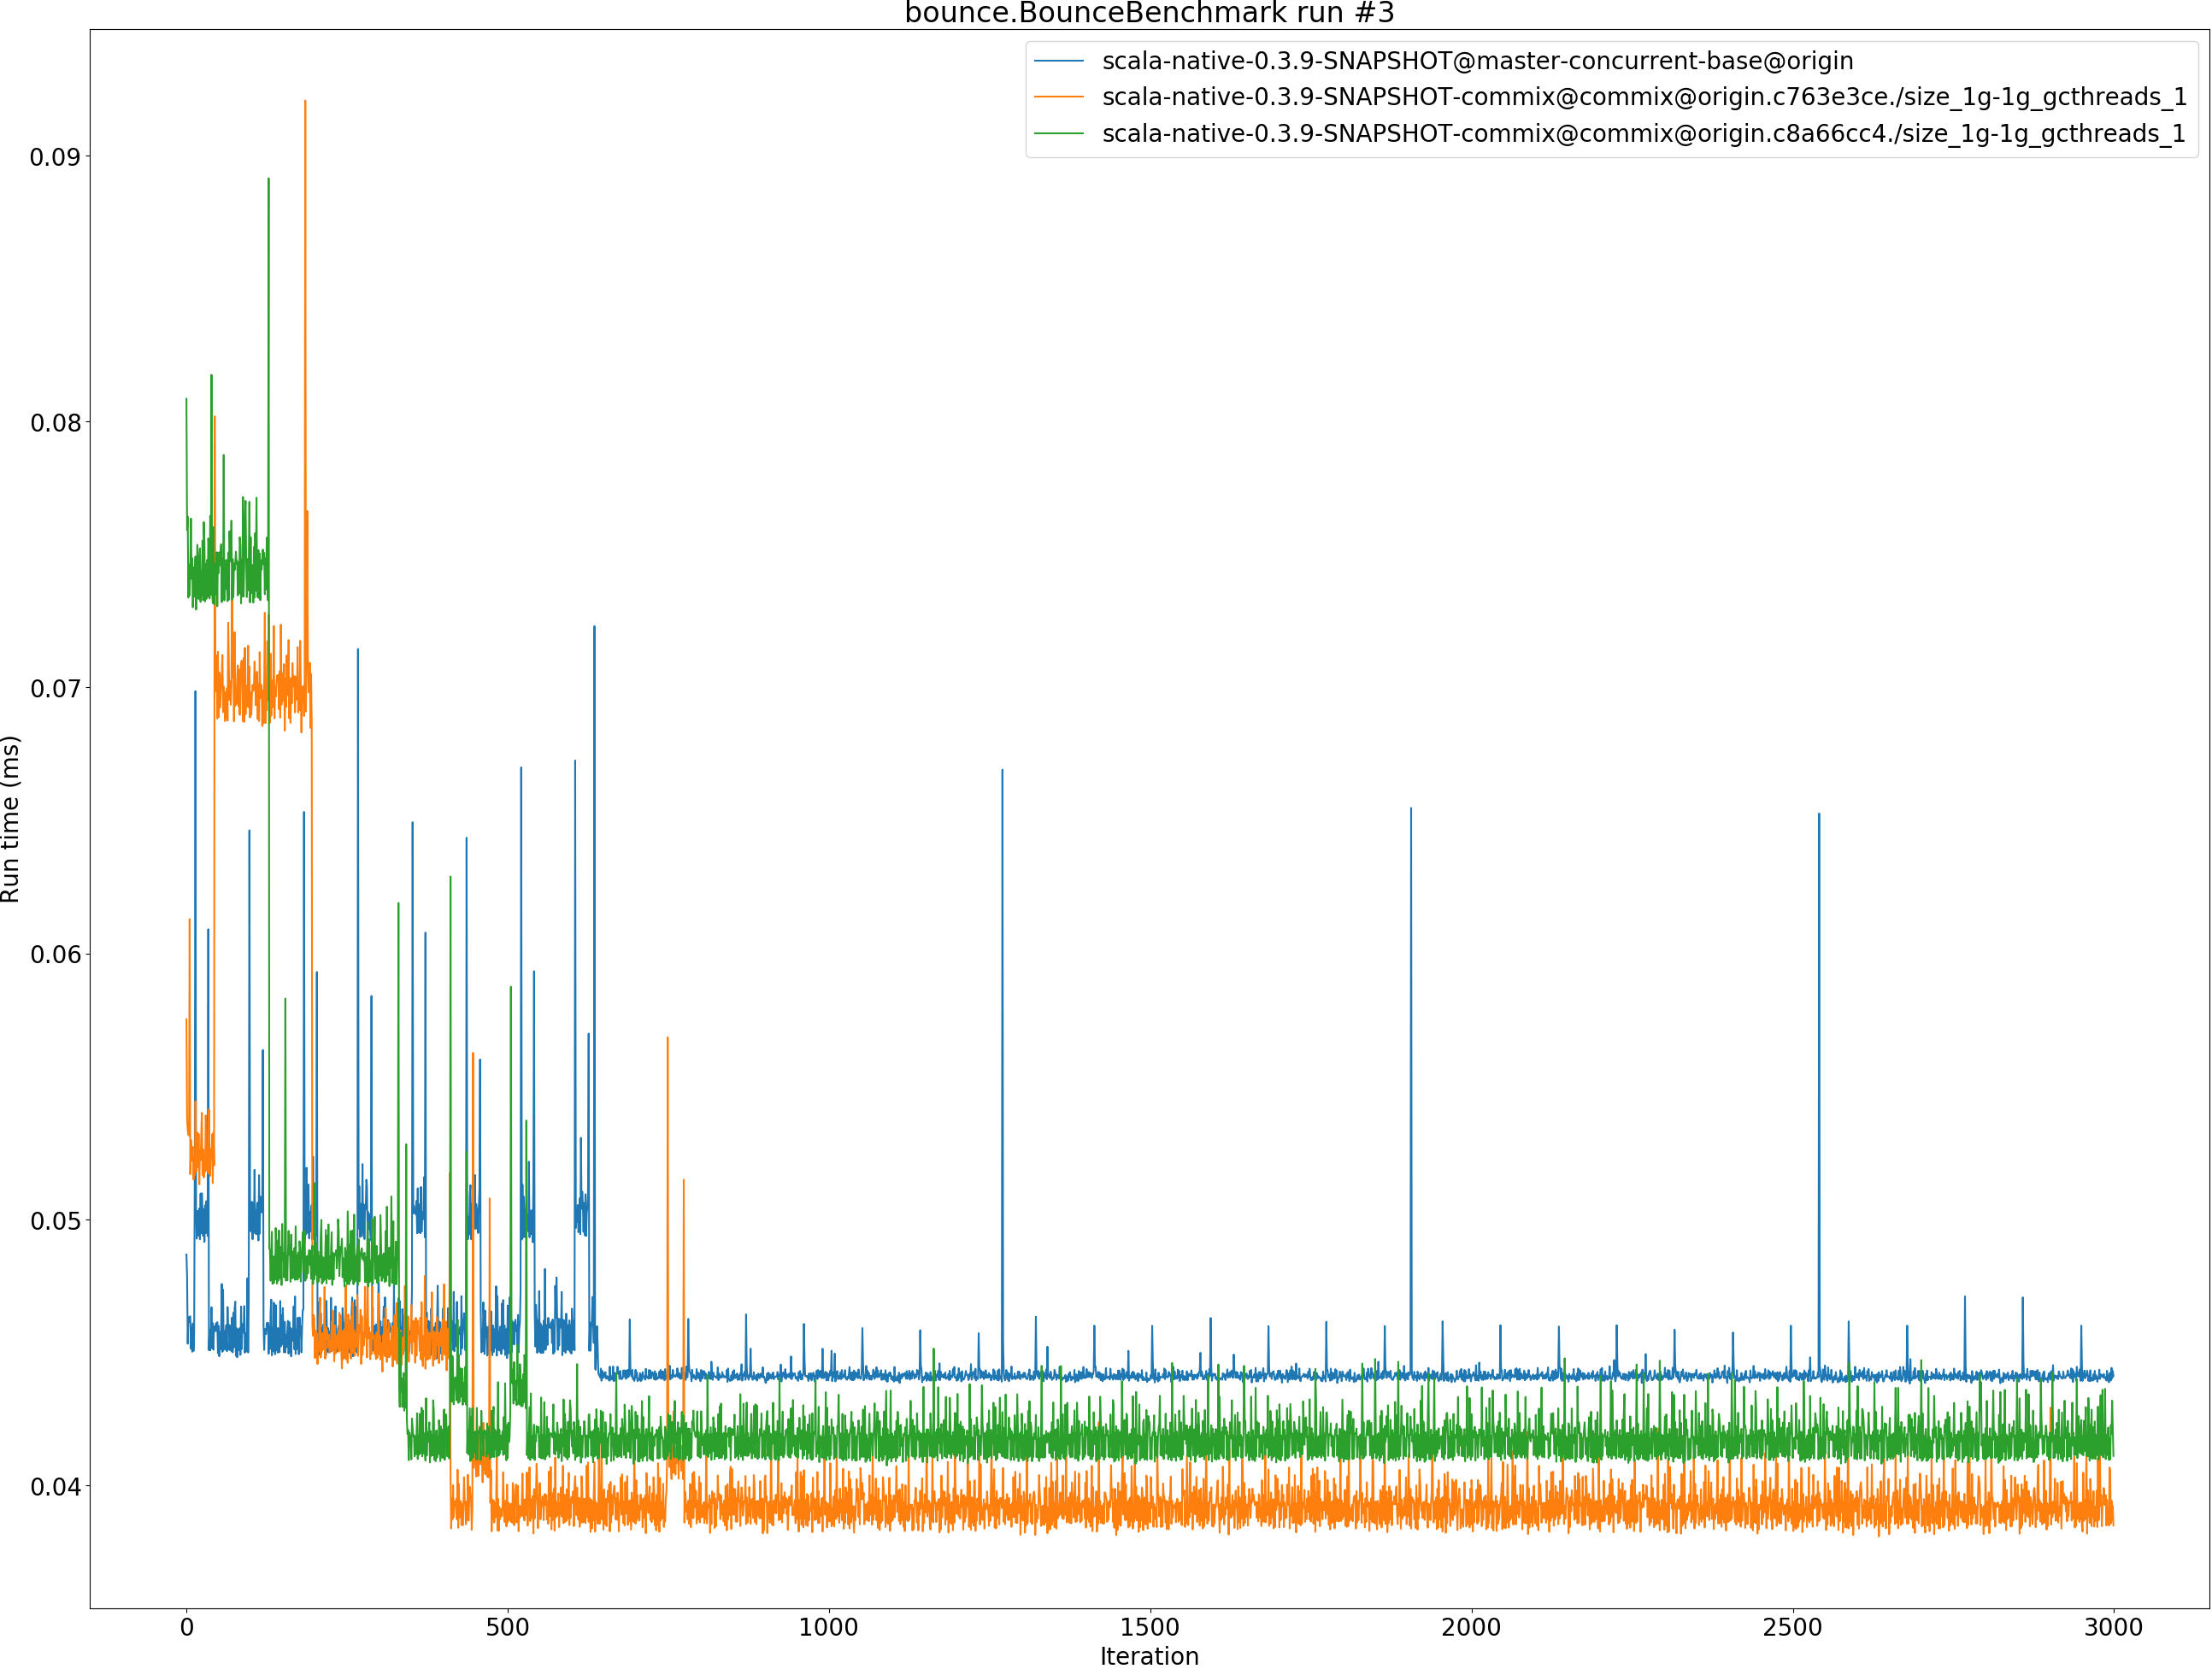 bounce.BounceBenchmark run #3
scala-native-0.3.9-SNAPSHOT@master-concurrent-base@origin
scala-native-0.3.9-SNAPSHOT-commix@commix@origin.c763e3ce./size_1g-1g_gcthreads_1
scala-native-0.3.9-SNAPSHOT-commix@commix@origin.c8a66cc4./size_1g-1g_gcthreads_1
0.09
0.08
0.07
0.06
0.05
0.04
Run time (ms)
0 500 1000 1500 2000 2500 3000
Iteration